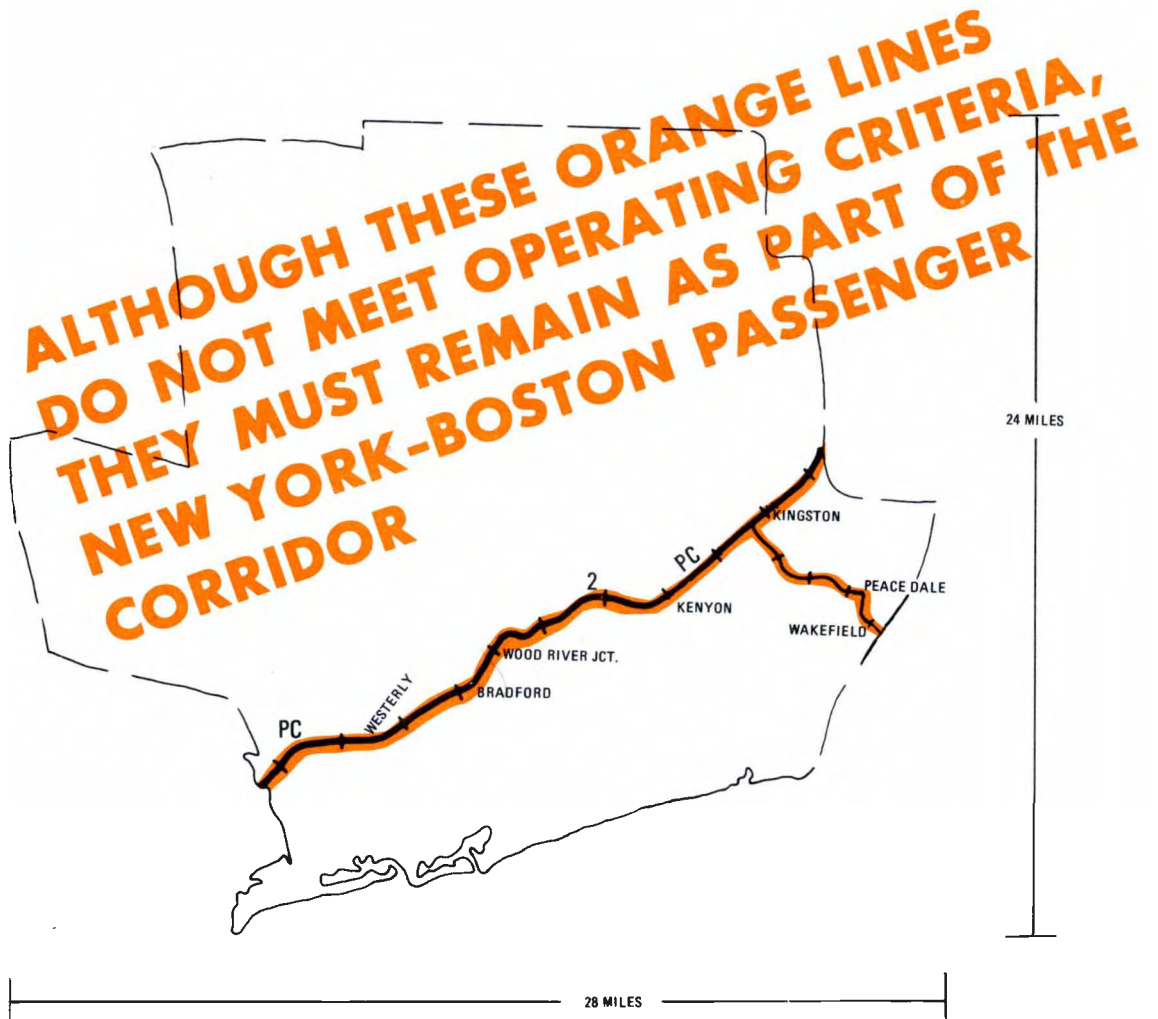 ALTHOUGH THESE ORANGE LINES
DO NOT MEET OPERATING CRITERIA,
THEY MUST REMAIN AS PART OF THE
NEW YORK-BOSTON PASSENGER
CORRIDOR
24 MILES
KINGSTON
PC
2
PEACE DALE
KENYON
WAKEFIELD
WOOD RIVER JCT.
BRADFORD
WESTERLY
PC
28 MILES